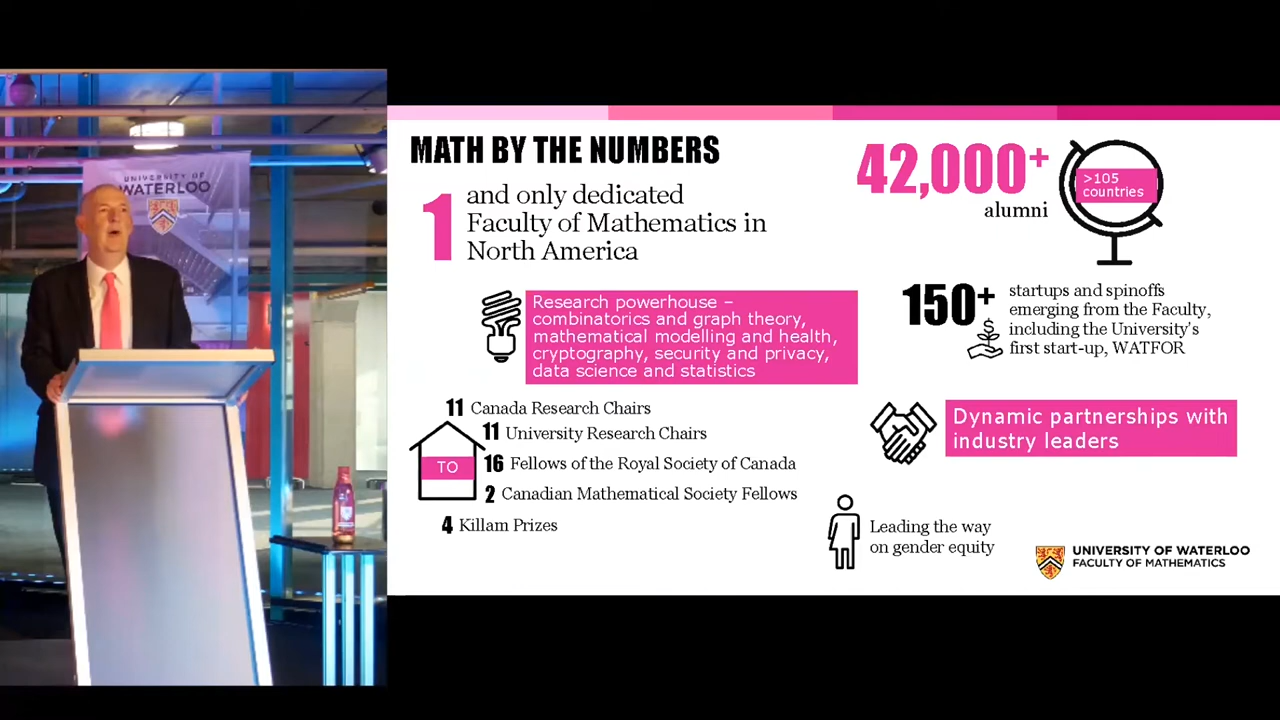 UNIVERSITY OF
WATERLOO
MATH BY THE NUMBERS
1
and only dedicated
Faculty of Mathematics in
North America
Research powerhouse –
combinatorics and graph theory,
mathematical modelling and health,
cryptography, security and privacy,
data science and statistics
HOME TO
11 Canada Research Chairs
11 University Research Chairs
16 Fellows of the Royal Society of Canada
2 Canadian Mathematical Society Fellows
4 Killam Prizes
42,000+
alumni
>105
countries
150+
startups and spinoffs
emerging from the Faculty,
including the University's
first start-up, WATFOR
Dynamic partnerships with
industry leaders
Leading the way
on gender equity
UNIVERSITY OF WATERLOO
FACULTY OF MATHEMATICS